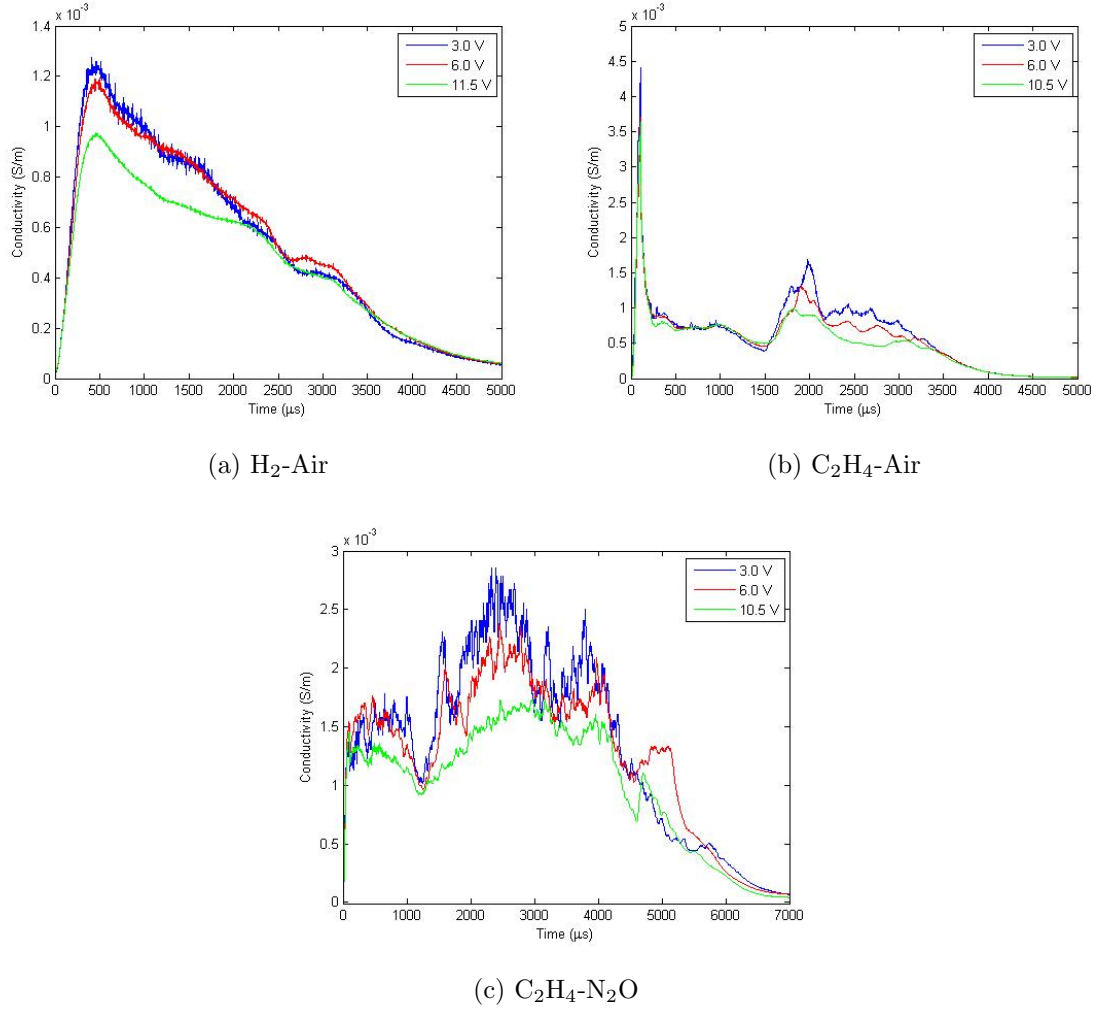 x 10⁻³
1.4
1.2
1
0.8
0.6
0.4
0.2
0
Conductivity (S/m)
3.0 V
6.0 V
11.5 V
0 500 1000 1500 2000 2500 3000 3500 4000 4500 5000
Time (μs)
(a) H₂-Air
x 10⁻³
5
4.5
4
3.5
3
2.5
2
1.5
1
0.5
0
Conductivity (S/m)
3.0 V
6.0 V
10.5 V
0 500 1000 1500 2000 2500 3000 3500 4000 4500 5000
Time (μs)
(b) C₂H₄-Air
x 10⁻³
3
2.5
2
1.5
1
0.5
0
Conductivity (S/m)
3.0 V
6.0 V
10.5 V
0 1000 2000 3000 4000 5000 6000 7000
Time (μs)
(c) C₂H₄-N₂O